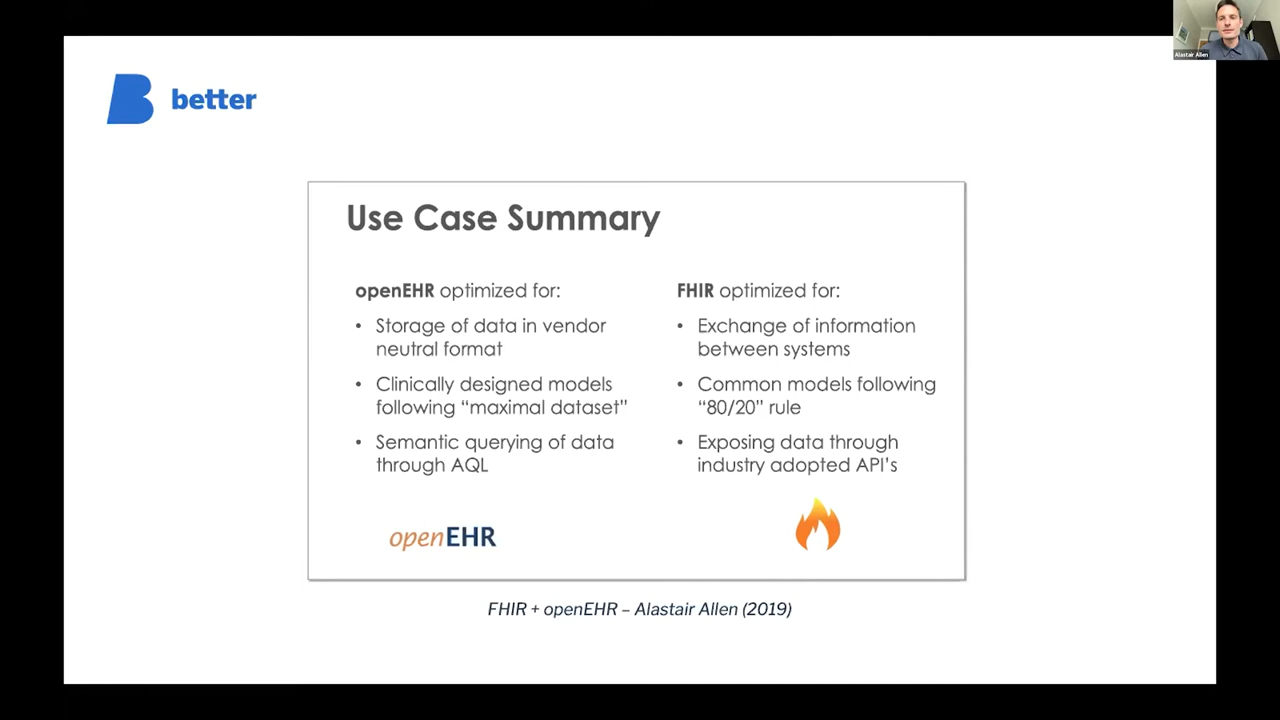 better
Use Case Summary
openEHR optimized for:
• Storage of data in vendor
neutral format
• Clinically designed models
following “maximal dataset”
• Semantic querying of data
through AQL
openEHR
FHIR optimized for:
• Exchange of information
between systems
• Common models following
“80/20” rule
• Exposing data through
industry adopted API’s
FHIR + openEHR – Alastair Allen (2019)
Alastair Allen